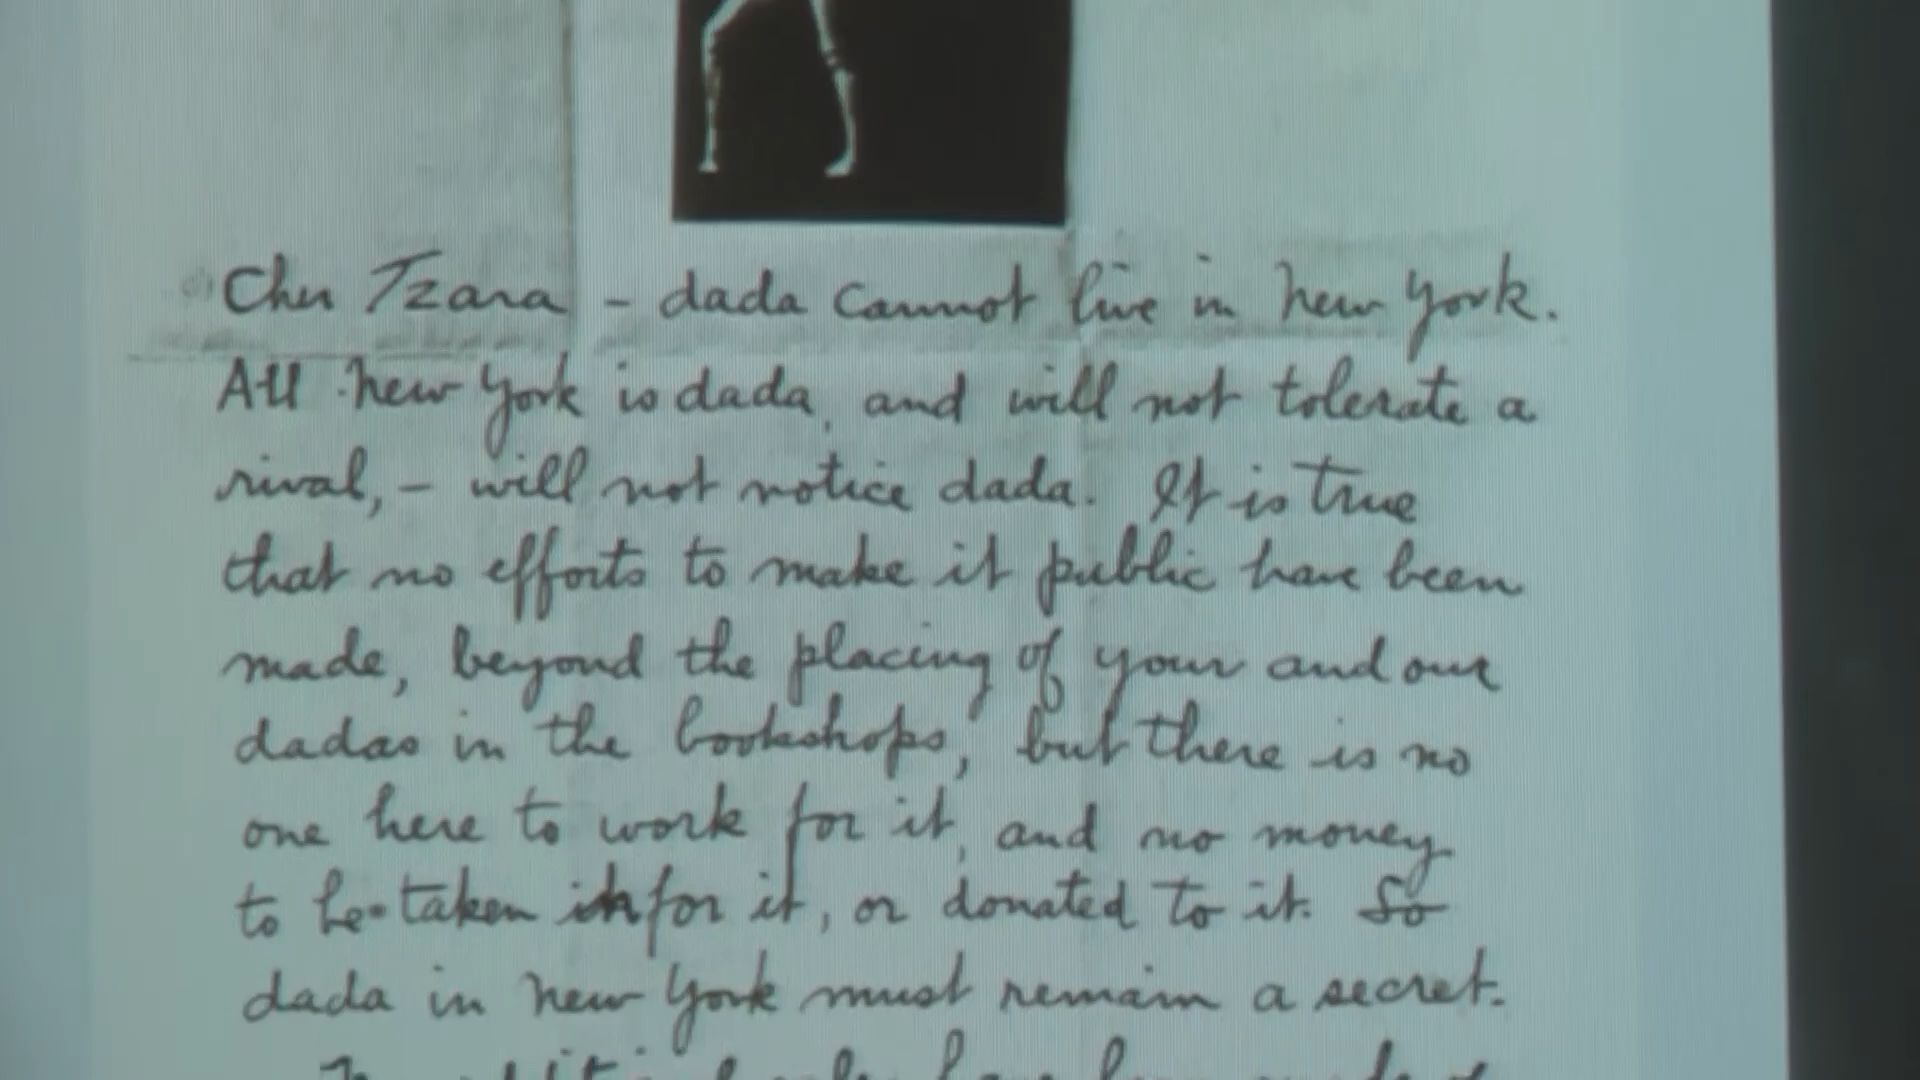 Cher Tzara - dada cannot live in New York.
All New York is dada, and will not tolerate a
rival, - will not notice dada. It is true
that no efforts to make it public have been
made, beyond the placing of your and our
dadas in the bookshops, but there is no
one here to work for it, and no money
to be taken in for it, or donated to it. So
dada in New York must remain a secret.